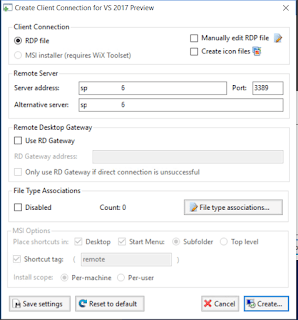 Create Client Connection for VS 2017 Preview
Client Connection
RDP file
Manually edit RDP file
MSI installer (requires WiX Toolset)
Create icon files
Remote Server
Server address: sp 6 Port: 3389
Alternative server: sp 6
Remote Desktop Gateway
Use RD Gateway
RD Gateway address:
Only use RD Gateway if direct connection is unsuccessful
File Type Associations
Disabled Count: 0 File type associations...
MSI Options
Place shortcuts in: Desktop Start Menu: Subfolder Top level
Shortcut tag: ( remote )
Install scope: Per-machine Per-user
Save settings Reset to default Cancel Create...